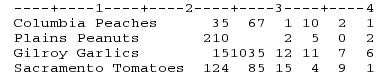 ----+----1----+----2----+----3----+----4
Columbia Peaches      35  67  1 10  2  1
Plains Peanuts       210      2  5  0  2
Gilroy Garlics        151035 12 11  7  6
Sacramento Tomatoes  124  85 15  4  9  1